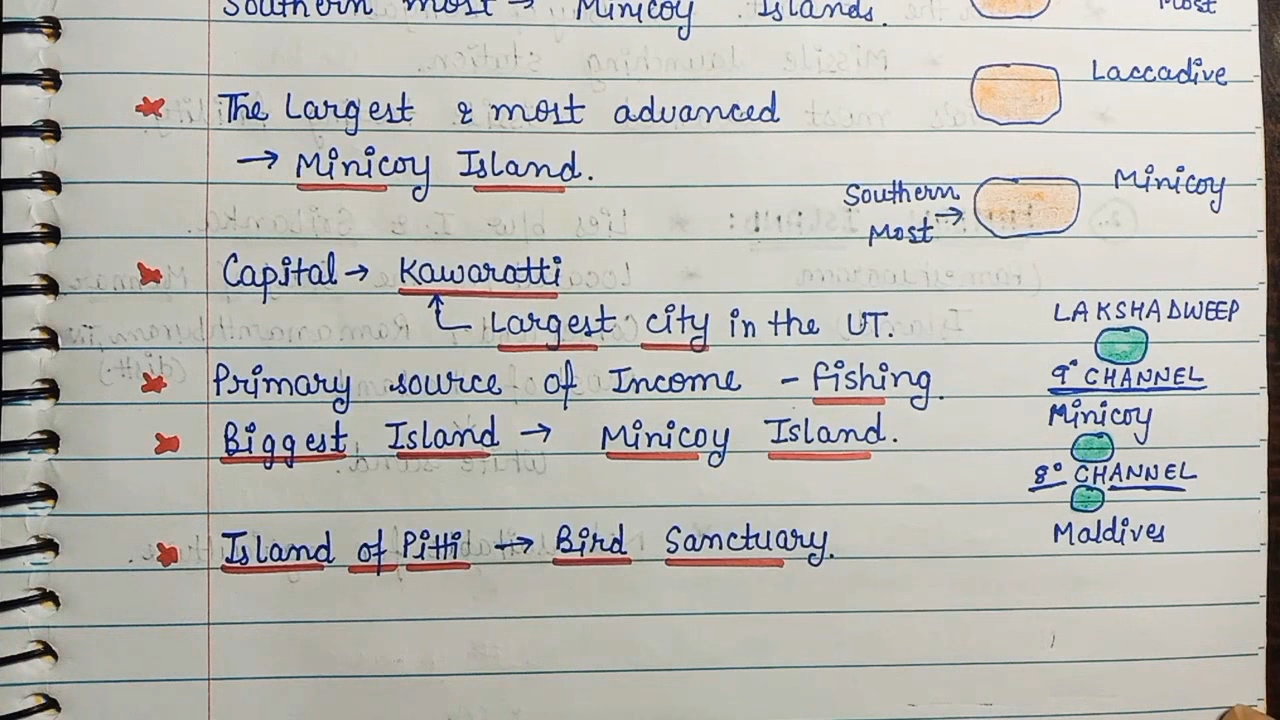 Southern most → Minicoy Islands.
Most
Laccadive
* The Largest & most advanced
→ Minicoy Island.
Minicoy
Southern
Most →
* Capital → Kawaratti
Largest city in the UT.
LAKSHADWEEP
9° CHANNEL
* Primary source of Income - fishing.
Minicoy
* Biggest Island → Minicoy Island.
8° CHANNEL
Maldives
* Island of Pitti → Bird Sanctuary.